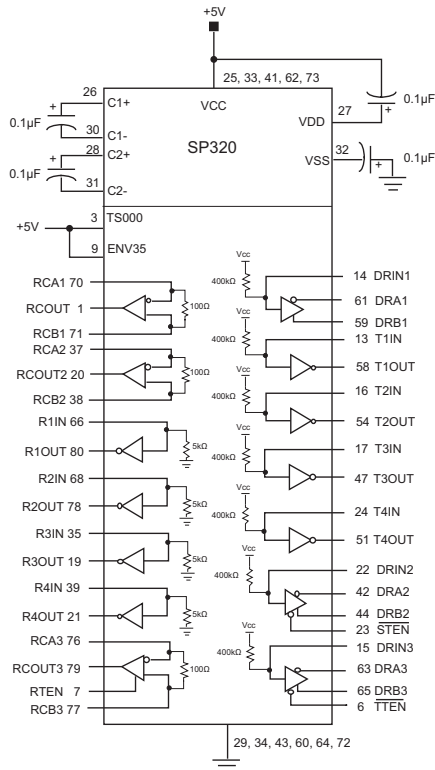 +5V
25, 33, 41, 62, 73
26
C1+
VCC
27
VDD
0.1µF
0.1µF
30
C1-
28
C2+
SP320
32
VSS
0.1µF
0.1µF
31
C2-
3 TS000
+5V
9 ENV35
RCA1 70
RCOUT 1
100Ω
RCB1 71
RCA2 37
RCOUT2 20
100Ω
RCB2 38
R1IN 66
5kΩ
R1OUT 80
R2IN 68
5kΩ
R2OUT 78
R3IN 35
5kΩ
R3OUT 19
R4IN 39
5kΩ
R4OUT 21
RCA3 76
RCOUT3 79
100Ω
RTEN 7
RCB3 77
Vcc
400kΩ
14 DRIN1
61 DRA1
59 DRB1
Vcc
400kΩ
13 T1IN
58 T1OUT
Vcc
400kΩ
16 T2IN
54 T2OUT
Vcc
400kΩ
17 T3IN
47 T3OUT
Vcc
400kΩ
24 T4IN
51 T4OUT
Vcc
400kΩ
22 DRIN2
42 DRA2
44 DRB2
23 STEN
Vcc
400kΩ
15 DRIN3
63 DRA3
65 DRB3
6 TTEN
29, 34, 43, 60, 64, 72